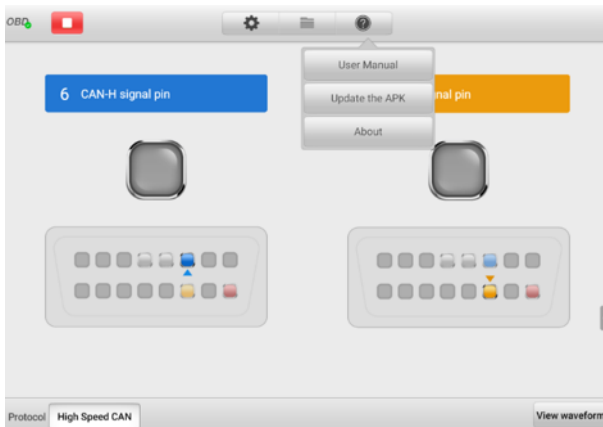 OBD
User Manual
6 CAN-H signal pin
Update the APK
nal pin
About
Protocol High Speed CAN
View waveform